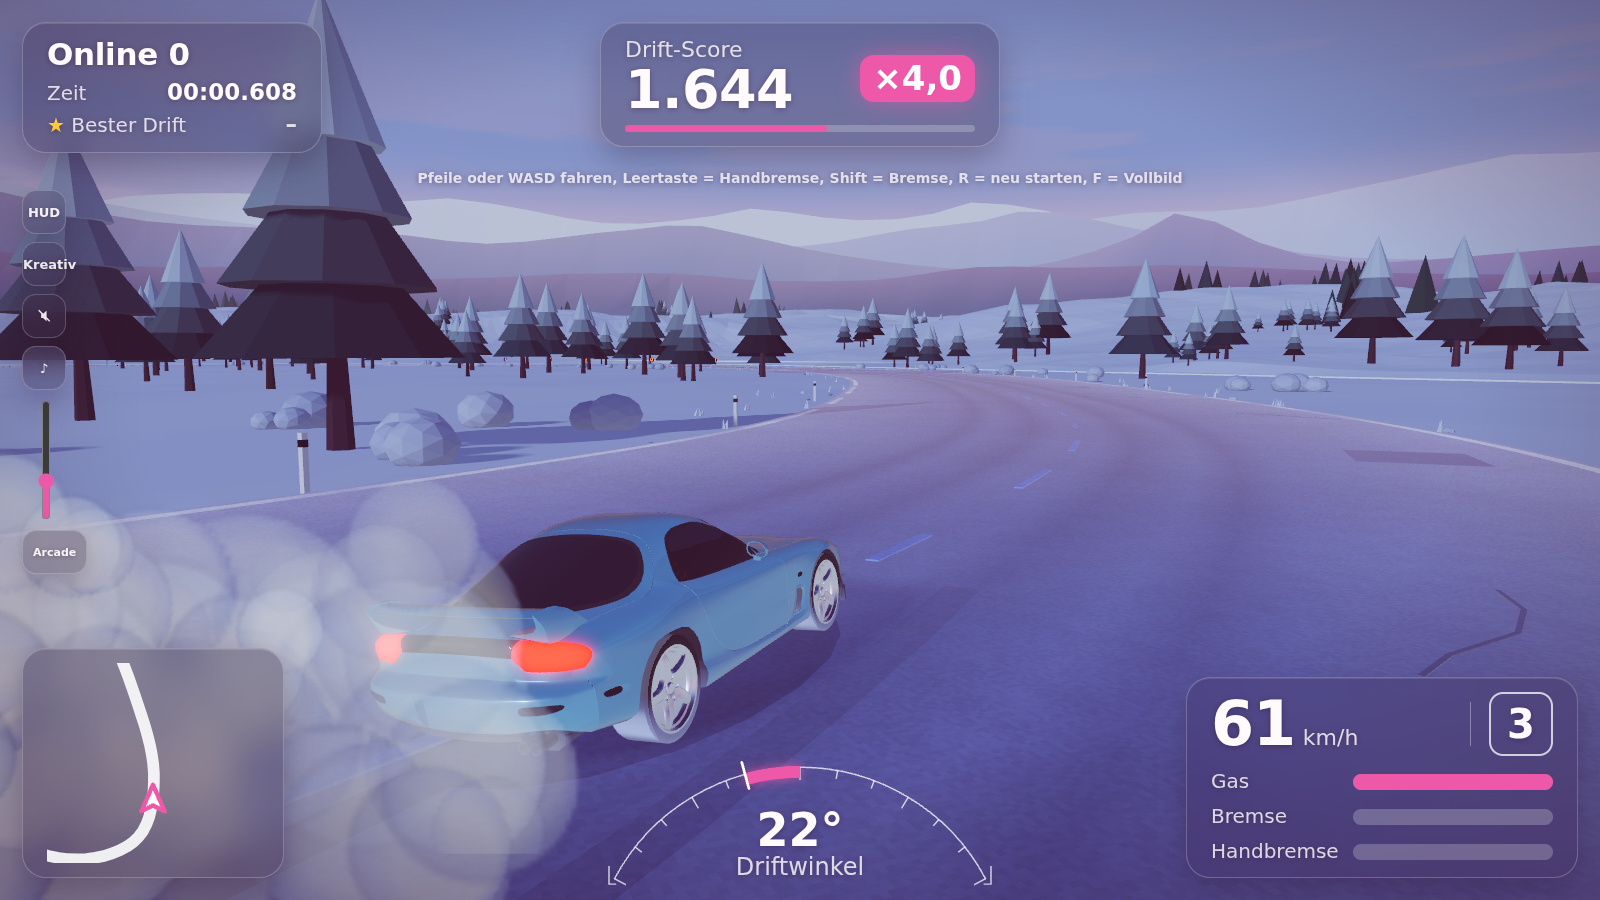 Online 0
Zeit 00:00.608
★ Bester Drift –
Drift-Score
1.644 ×4,0
Pfeile oder WASD fahren, Leertaste = Handbremse, Shift = Bremse, R = neu starten, F = Vollbild
HUD
Kreativ
♪
Arcade
22°
Driftwinkel
61 km/h 3
Gas
Bremse
Handbremse